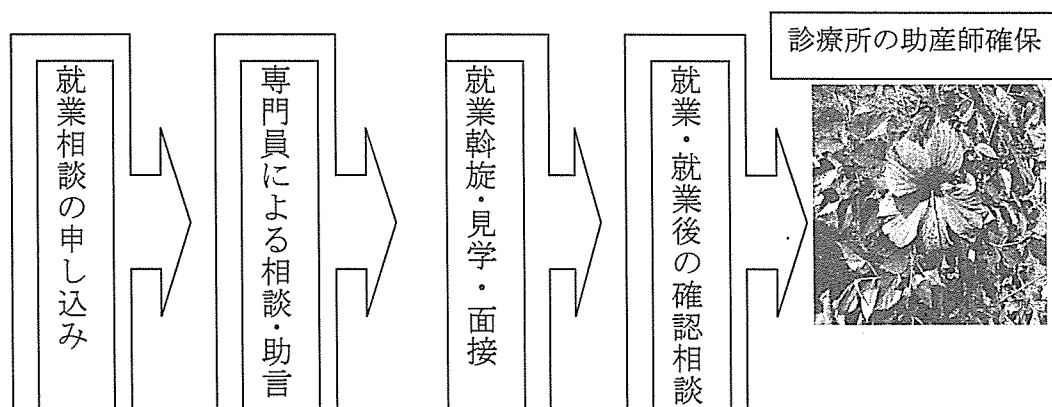 診療所の助産師確保
就業相談の申し込み
専門員による相談・助言
就業斡旋・見学・面接
就業・就業後の確認相談